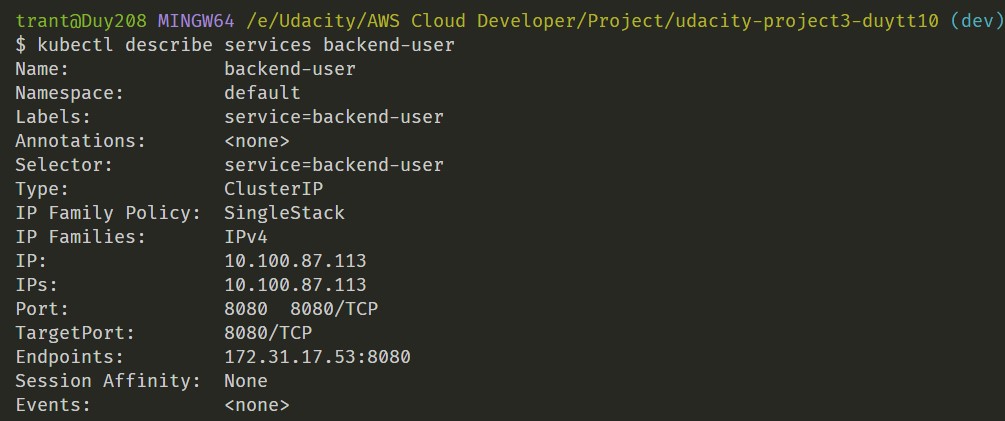 trant@Duy208 MINGW64 /e/Udacity/AWS Cloud Developer/Project/udacity-project3-duytt10 (dev)
$ kubectl describe services backend-user
Name:              backend-user
Namespace:         default
Labels:            service=backend-user
Annotations:       <none>
Selector:          service=backend-user
Type:              ClusterIP
IP Family Policy:  SingleStack
IP Families:       IPv4
IP:                10.100.87.113
IPs:               10.100.87.113
Port:              8080  8080/TCP
TargetPort:        8080/TCP
Endpoints:         172.31.17.53:8080
Session Affinity:  None
Events:            <none>